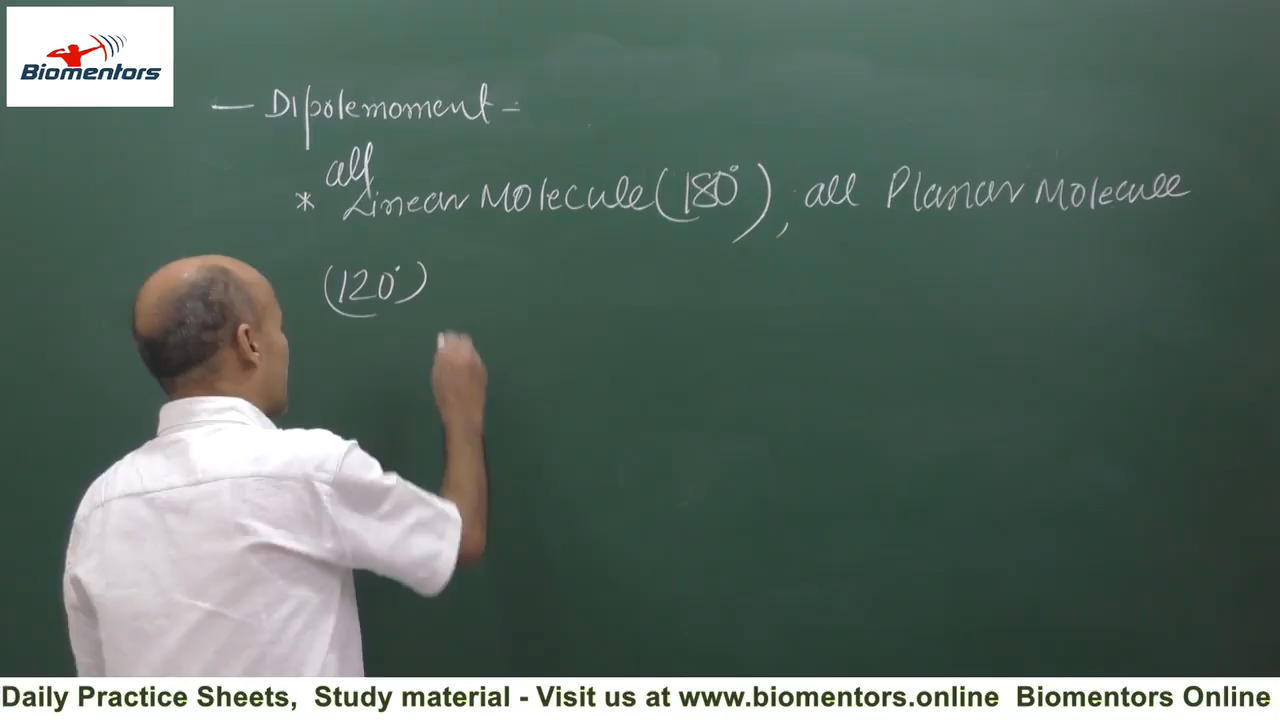 Biomentors
— Dipolemoment -
all
* Linear Molecule (180°), all Planar Molecule
(120°)
Daily Practice Sheets, Study material - Visit us at www.biomentors.online Biomentors Online